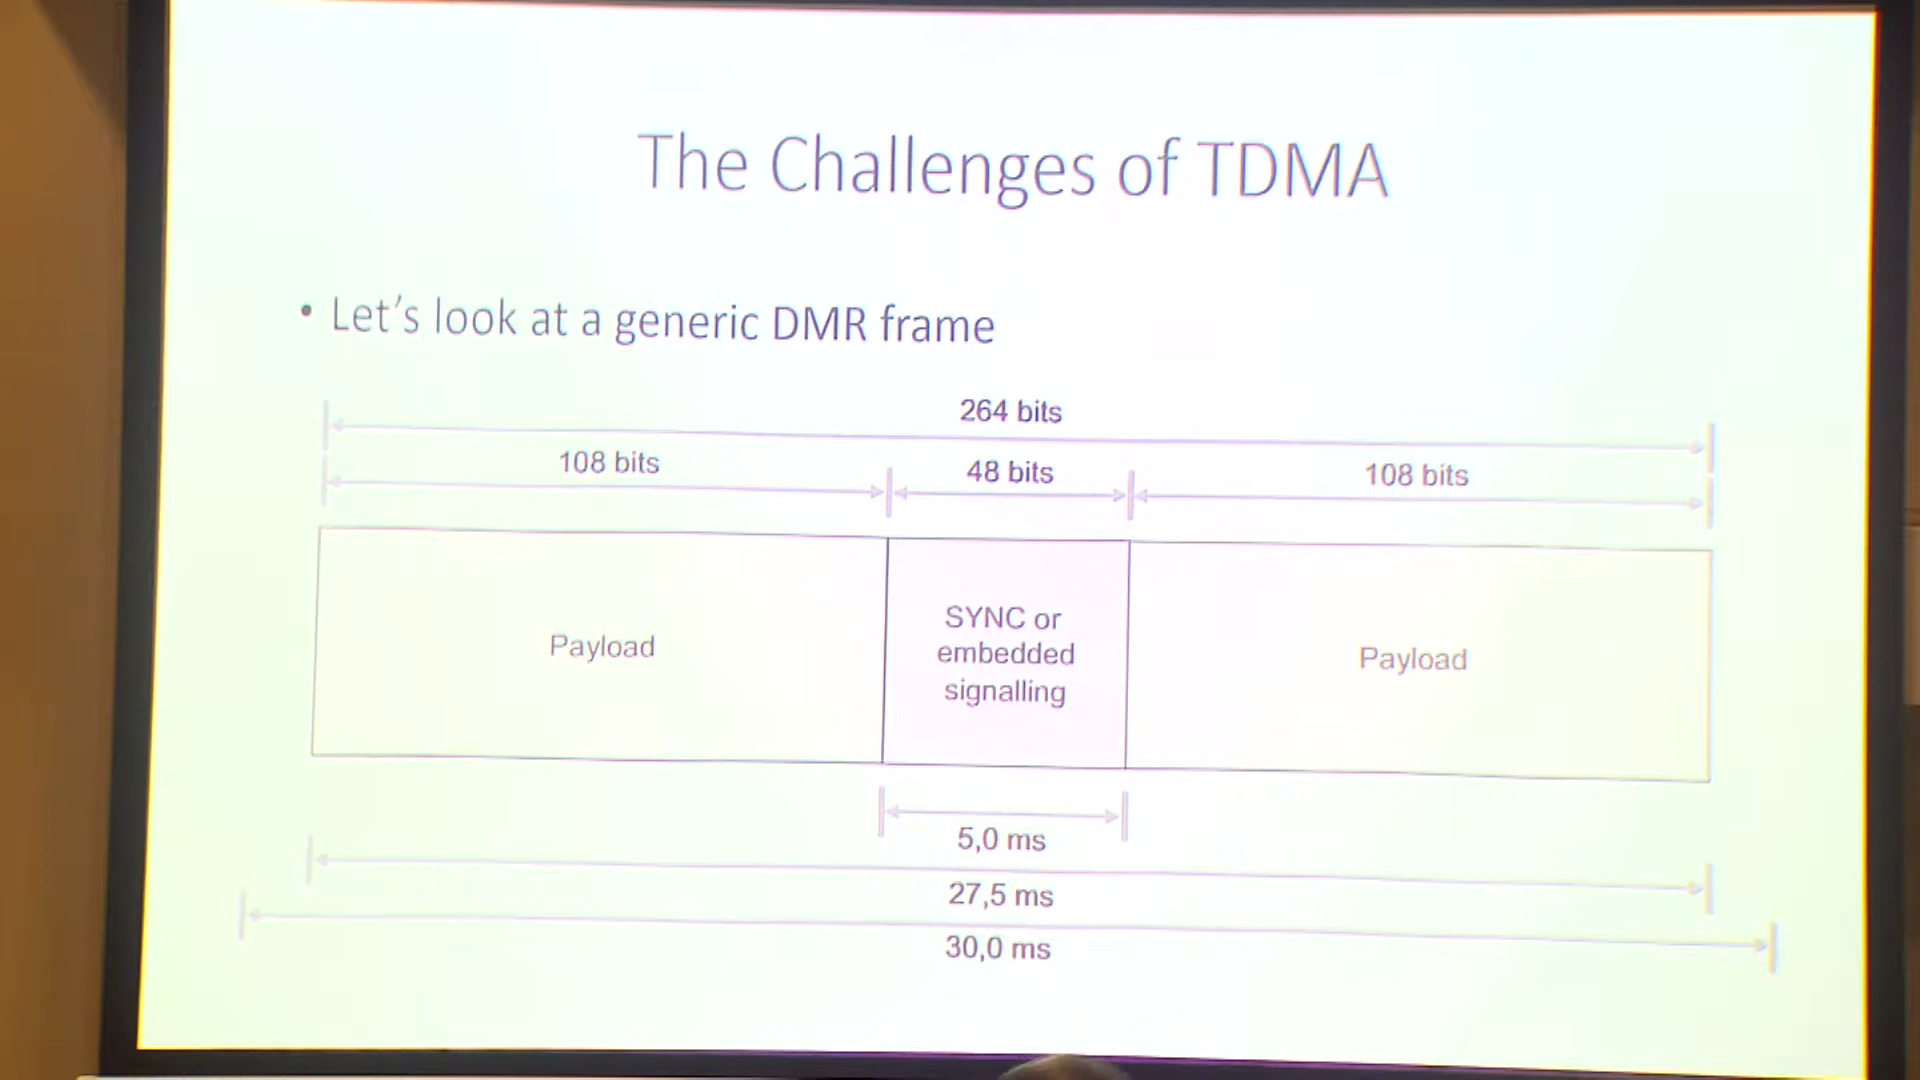 The Challenges of TDMA
• Let's look at a generic DMR frame
264 bits
108 bits
48 bits
108 bits
Payload
SYNC or
embedded
signalling
Payload
5,0 ms
27,5 ms
30,0 ms